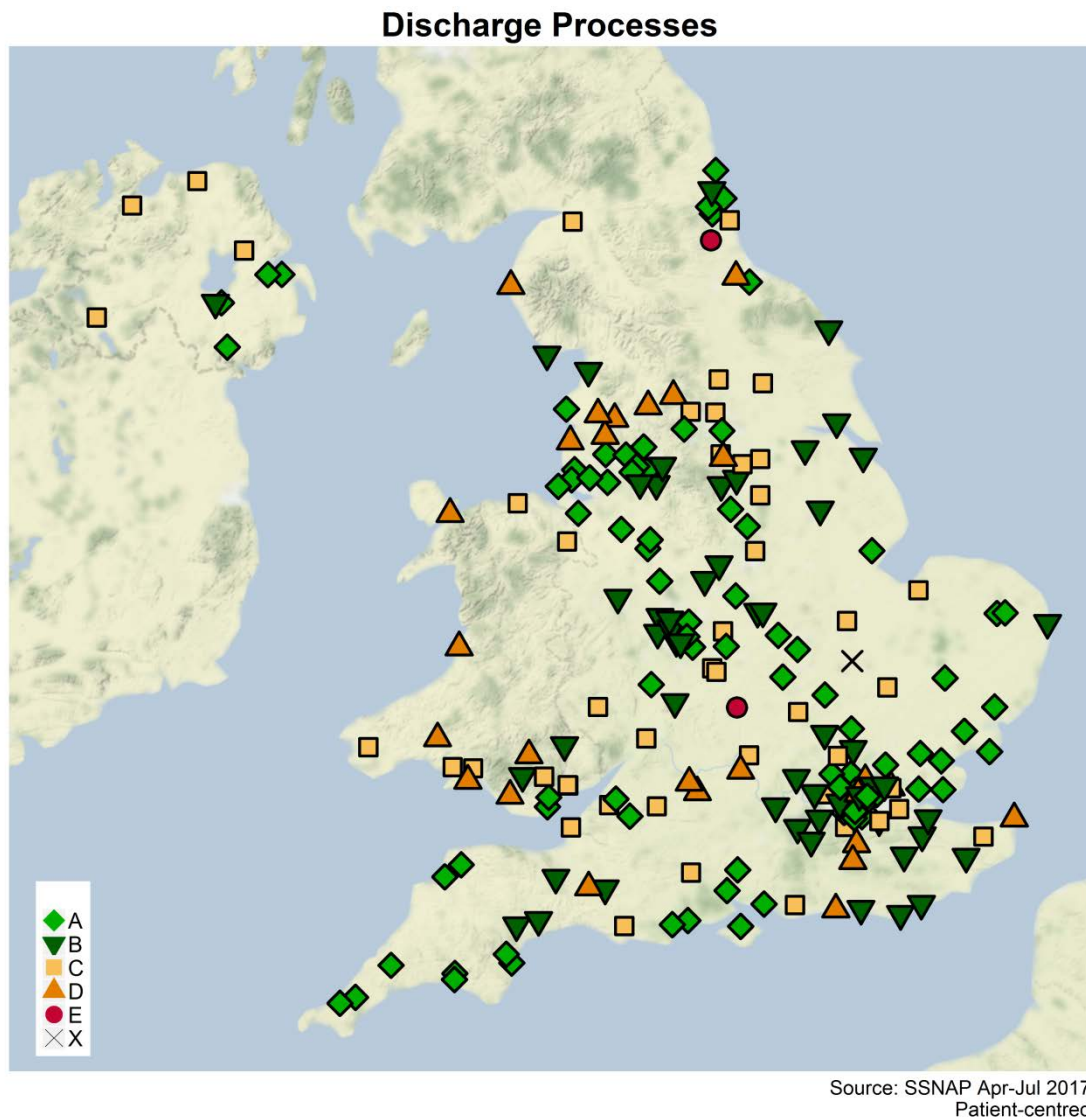 Discharge Processes
A
B
C
D
E
X
Source: SSNAP Apr-Jul 2017
Patient-centred